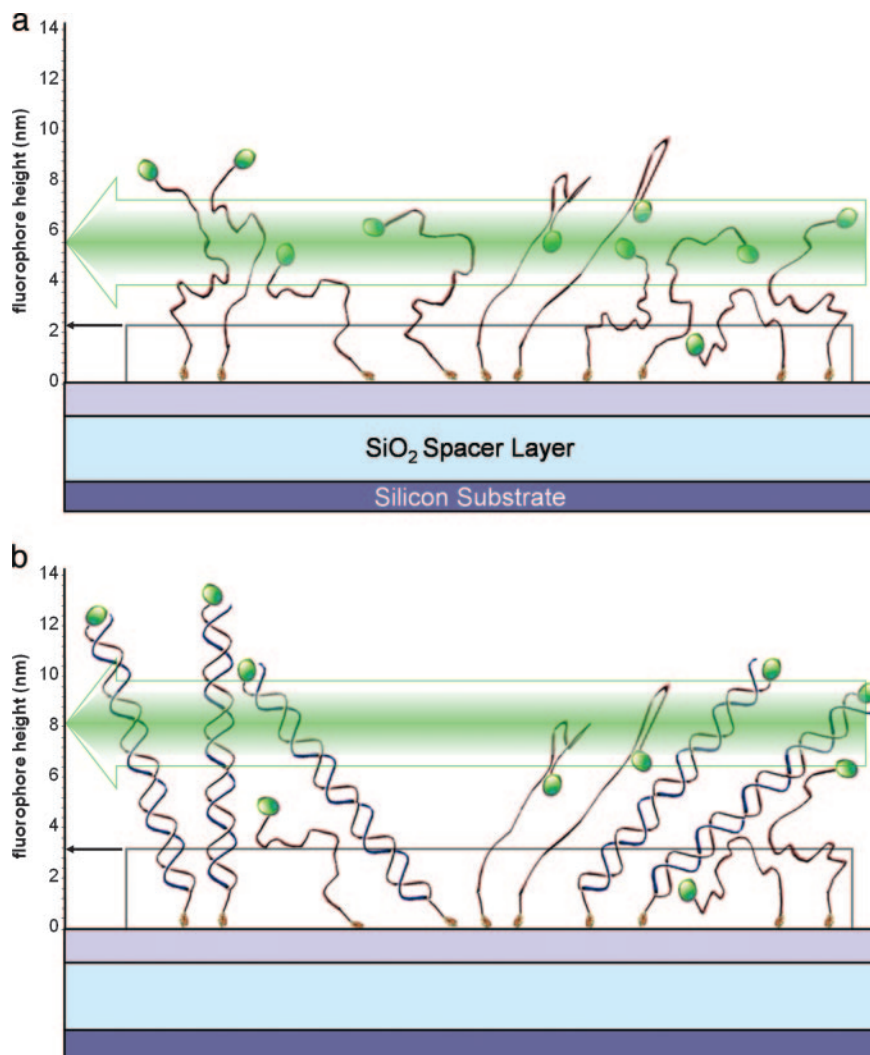 a
14
12
10
8
6
4
2
0
fluorophore height (nm)
SiO₂ Spacer Layer
Silicon Substrate
b
14
12
10
8
6
4
2
0
fluorophore height (nm)